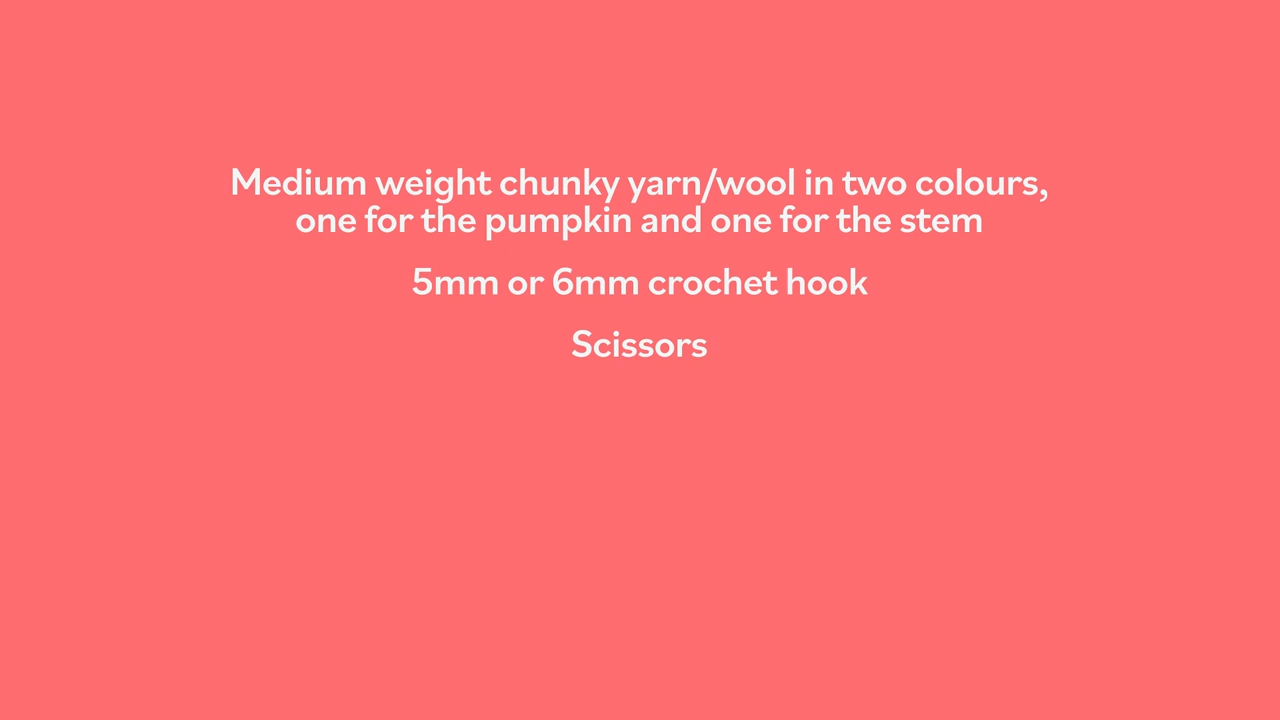 Medium weight chunky yarn/wool in two colours,
one for the pumpkin and one for the stem
5mm or 6mm crochet hook
Scissors